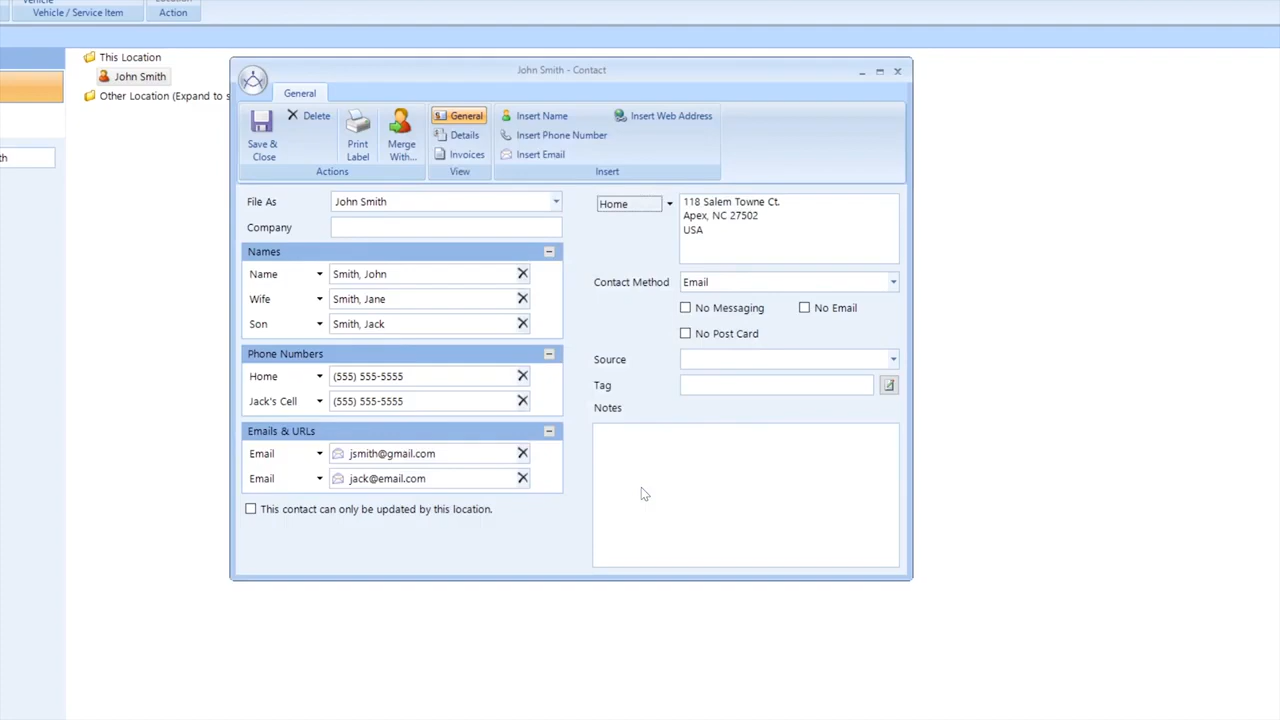 Vehicle
Vehicle / Service Item
Location
Action
This Location
John Smith
Other Location (Expand to s
th
John Smith - Contact
General
Save & Close
Delete
Print Label
Merge With...
Actions
General
Details
Invoices
View
Insert Name
Insert Phone Number
Insert Email
Insert Web Address
Insert
File As
John Smith
Company
Names
Name
Smith, John
Wife
Smith, Jane
Son
Smith, Jack
Phone Numbers
Home
(555) 555-5555
Jack's Cell
(555) 555-5555
Emails & URLs
Email
jsmith@gmail.com
Email
jack@email.com
This contact can only be updated by this location.
Home
118 Salem Towne Ct.
Apex, NC 27502
USA
Contact Method
Email
No Messaging
No Email
No Post Card
Source
Tag
Notes